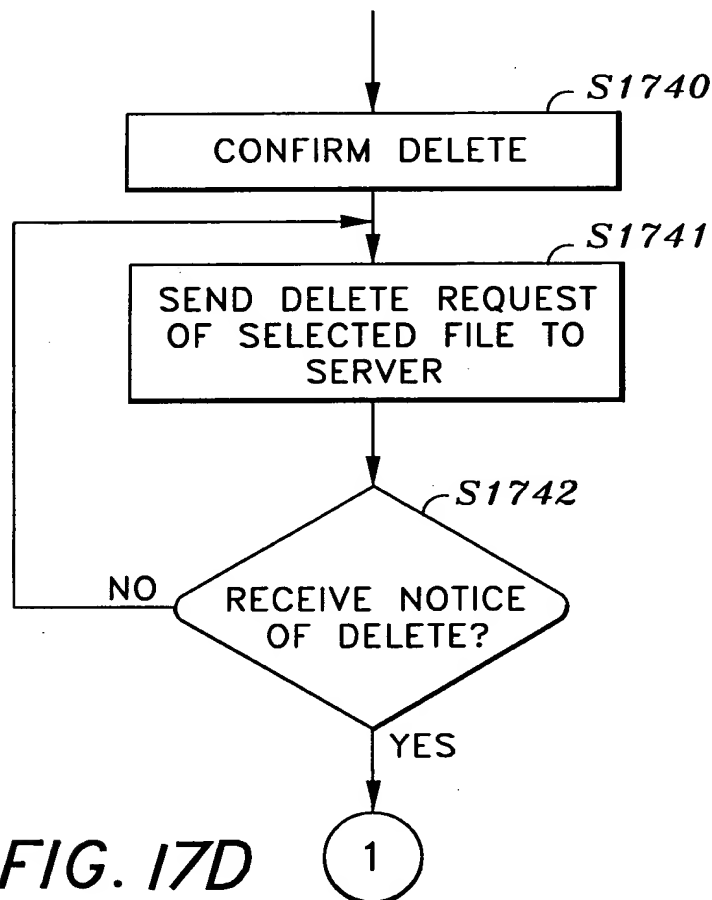 S1740
CONFIRM DELETE
S1741
SEND DELETE REQUEST
OF SELECTED FILE TO
SERVER
S1742
NO
RECEIVE NOTICE
OF DELETE?
YES
1
FIG. 17D